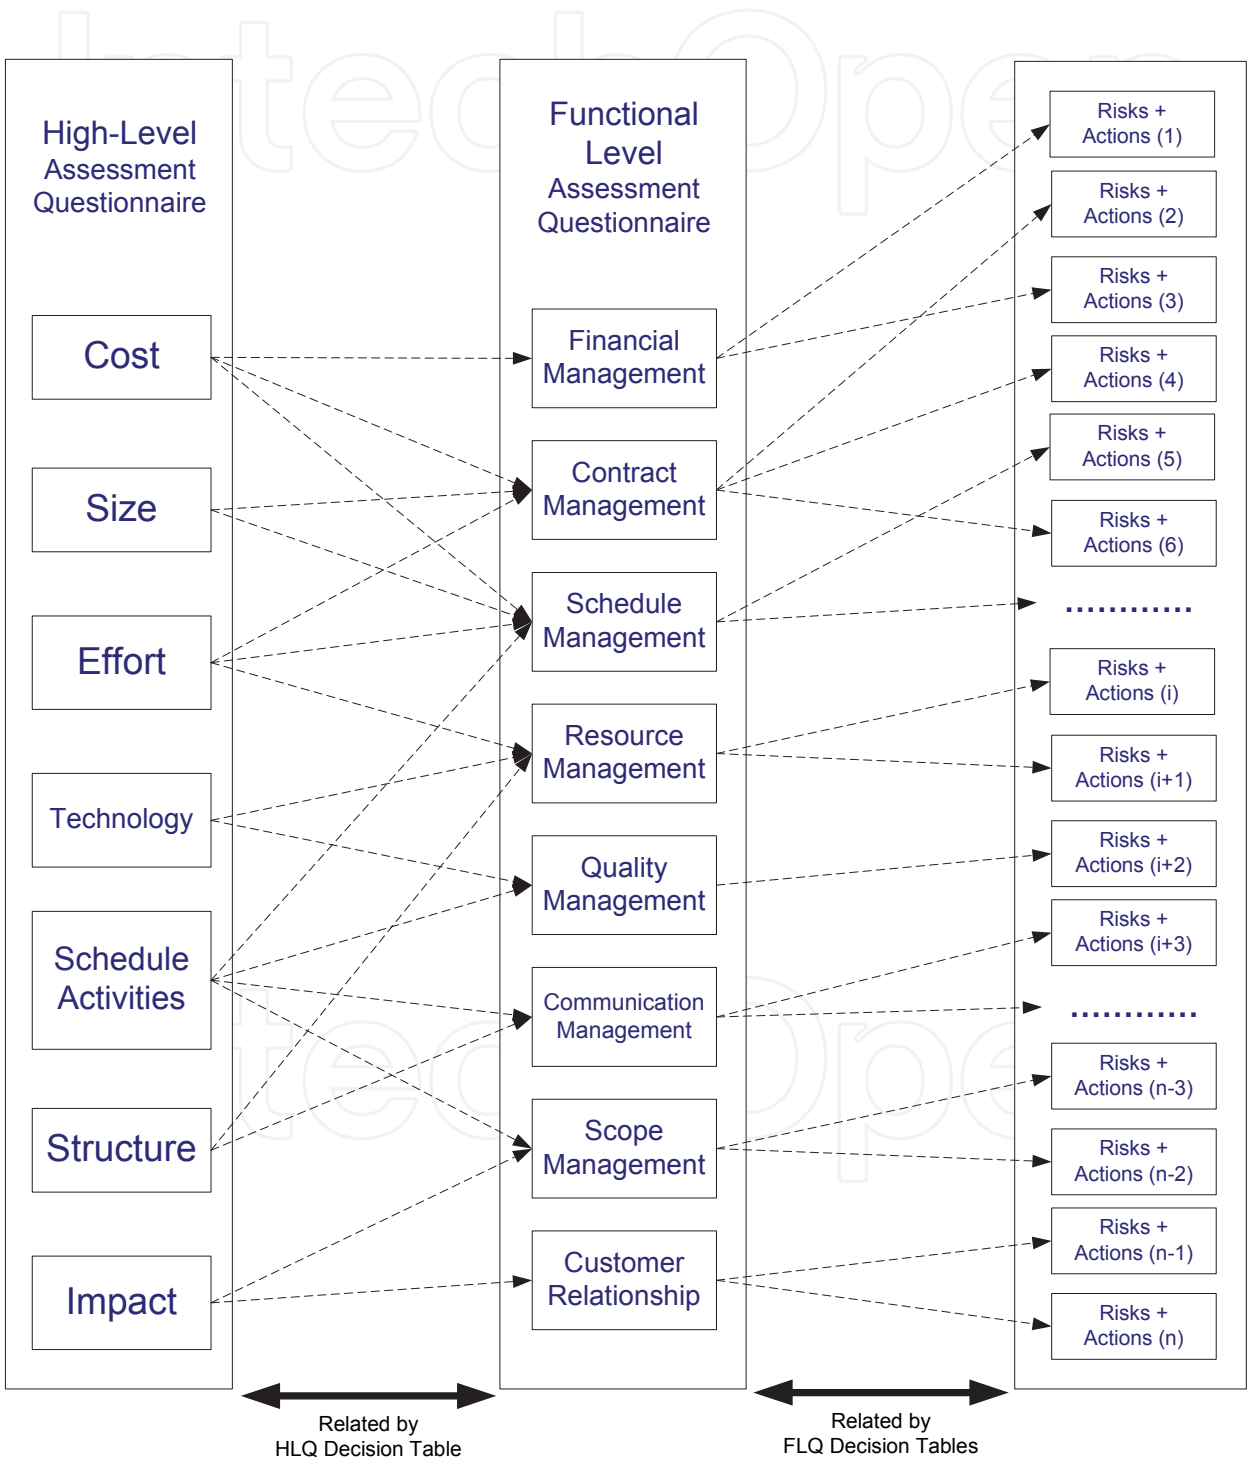 InTechOpen
High-Level
Assessment
Questionnaire
Cost
Size
Effort
Technology
Schedule
Activities
Structure
Impact
Functional
Level
Assessment
Questionnaire
Financial
Management
Contract
Management
Schedule
Management
Resource
Management
Quality
Management
Communication
Management
Scope
Management
Customer
Relationship
Risks +
Actions (1)
Risks +
Actions (2)
Risks +
Actions (3)
Risks +
Actions (4)
Risks +
Actions (5)
Risks +
Actions (6)
............
Risks +
Actions (i)
Risks +
Actions (i+1)
Risks +
Actions (i+2)
Risks +
Actions (i+3)
............
Risks +
Actions (n-3)
Risks +
Actions (n-2)
Risks +
Actions (n-1)
Risks +
Actions (n)
Related by
HLQ Decision Table
Related by
FLQ Decision Tables
InTechOpen